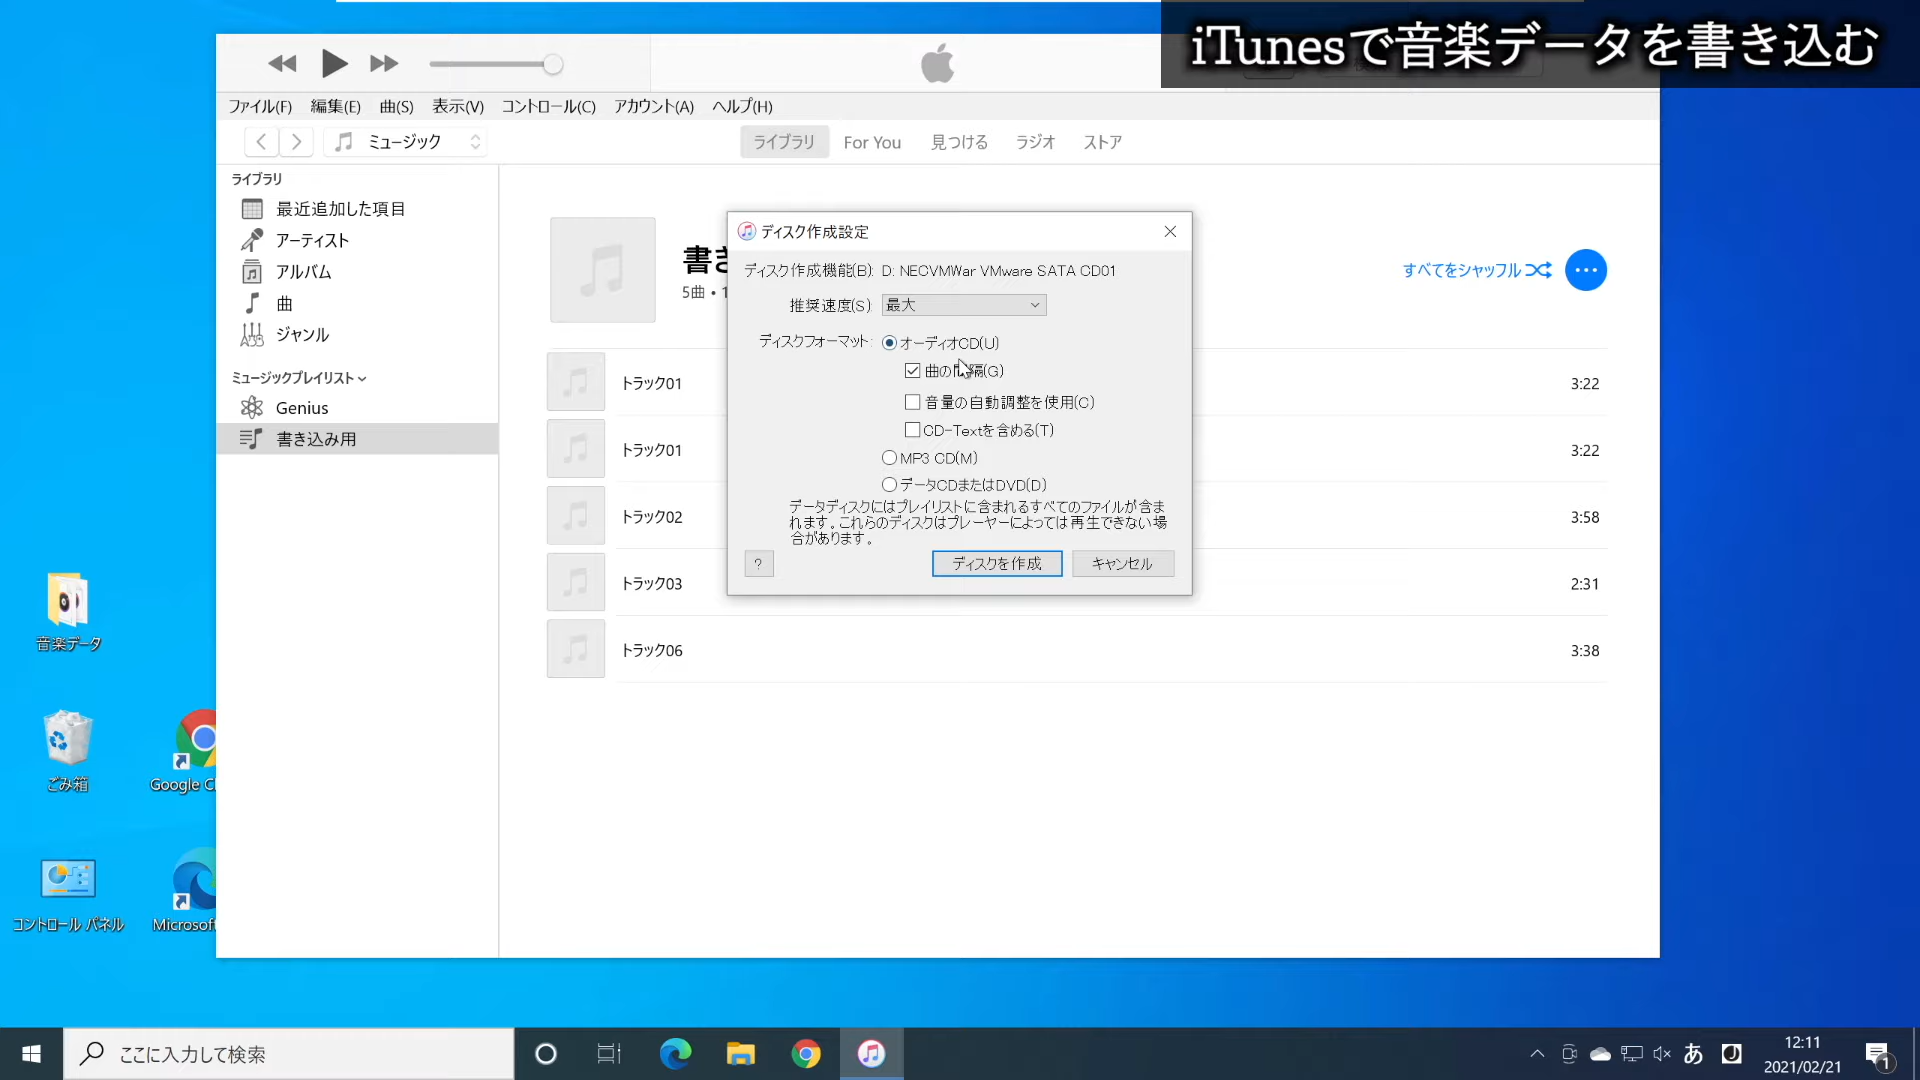 iTunesで音楽データを書き込む
ファイル(F) 編集(E) 曲(S) 表示(V) コントロール(C) アカウント(A) ヘルプ(H)
ミュージック ライブラリ For You 見つける ラジオ ストア
ライブラリ
最近追加した項目
アーティスト
アルバム
曲
ジャンル
ミュージックプレイリスト
Genius
書き込み用
書き
5曲・1
すべてをシャッフル
トラック01 3:22
トラック01 3:22
トラック02 3:58
トラック03 2:31
トラック06 3:38
ディスク作成設定
ディスク作成機能(B): D: NECVMWar VMware SATA CD01
推奨速度(S) 最大
ディスクフォーマット: オーディオCD(U)
曲の間隔(G)
音量の自動調整を使用(C)
CD-Textを含める(T)
MP3 CD(M)
データCDまたはDVD(D)
データディスクにはプレイリストに含まれるすべてのファイルが含ま
れます。これらのディスクはプレーヤーによっては再生できない場
合があります。
? ディスクを作成 キャンセル
音楽データ
ごみ箱
Google C
コントロール パネル
Microsoft
ここに入力して検索
あ
J
12:11
2021/02/21
1